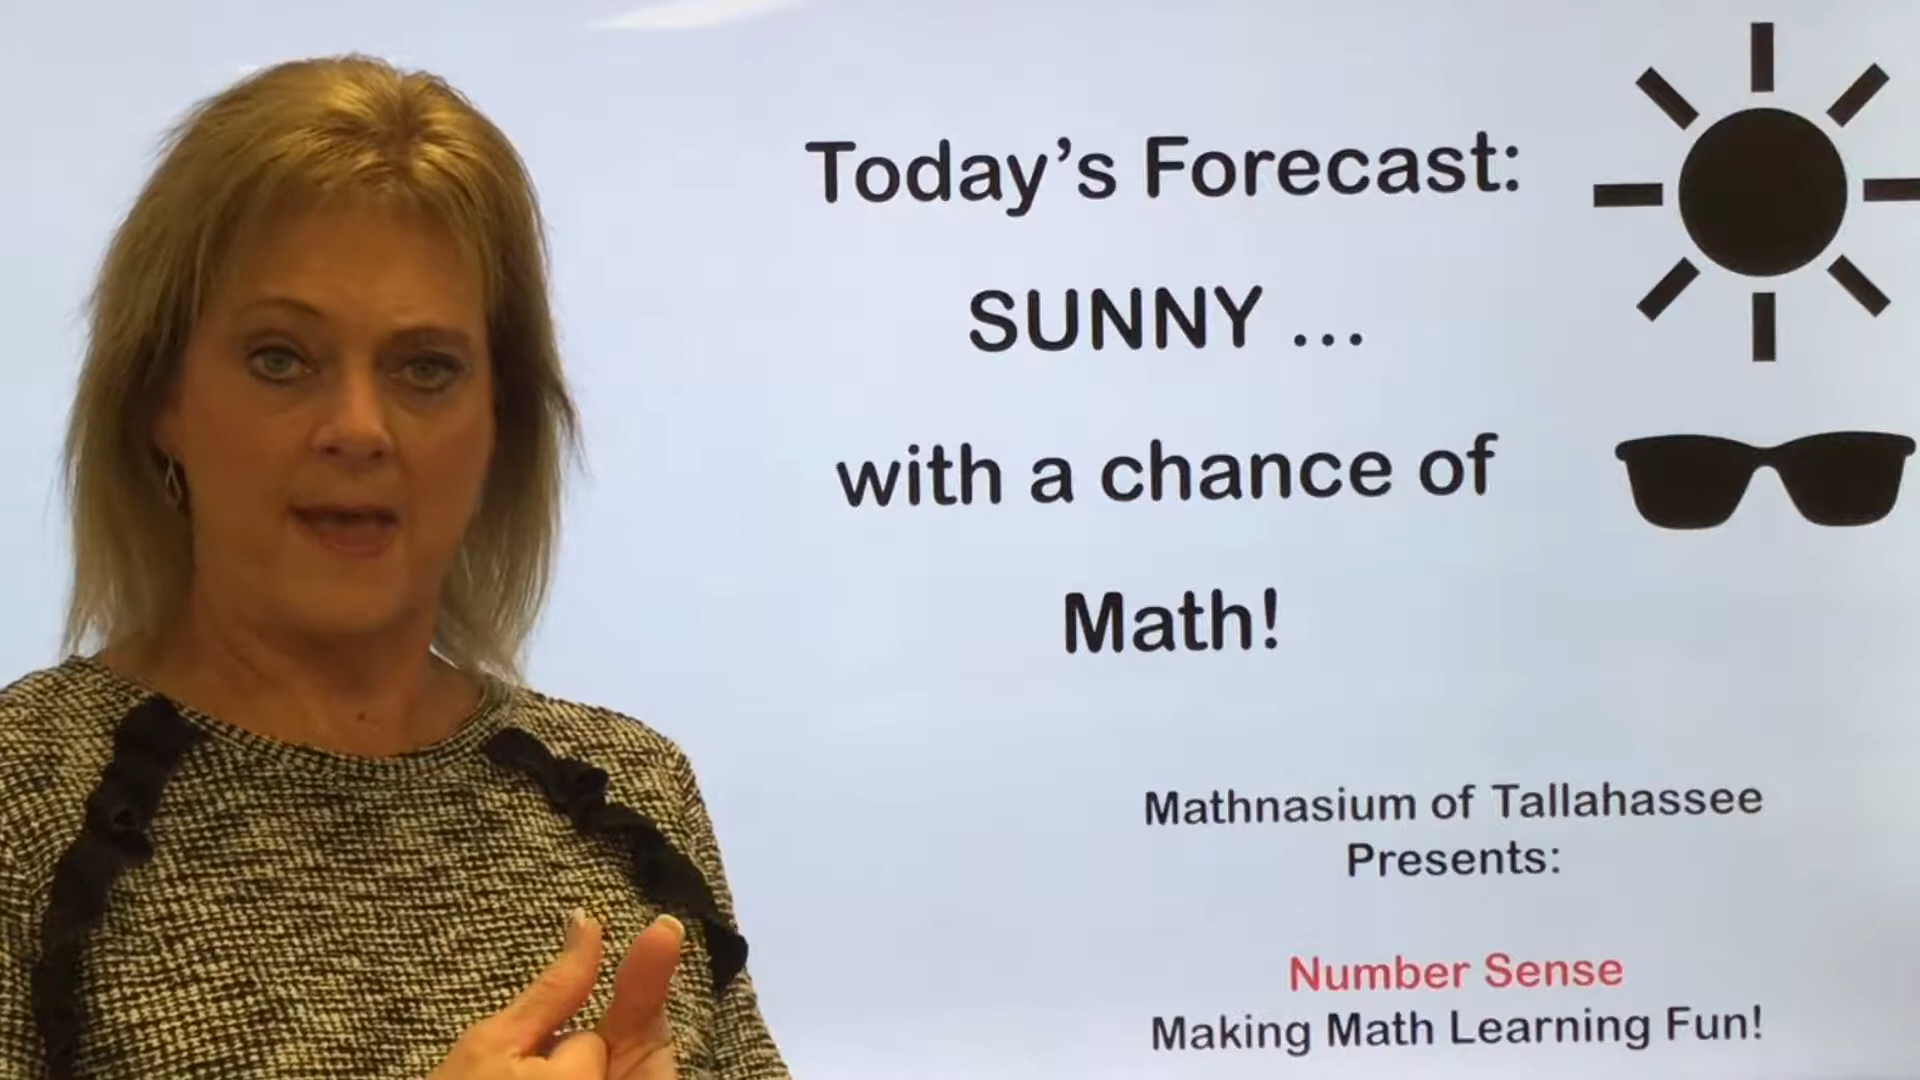 Today’s Forecast:
SUNNY ...
with a chance of
Math!
Mathnasium of Tallahassee
Presents:
Number Sense
Making Math Learning Fun!